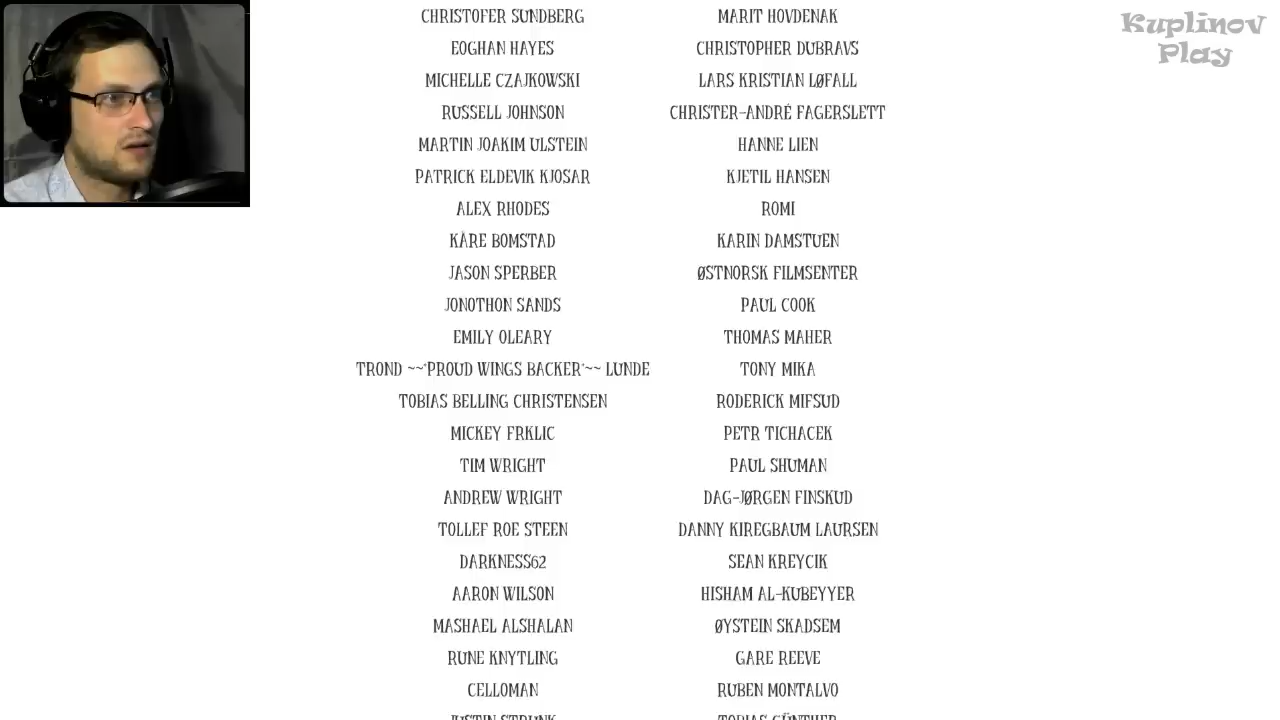 Kuplinov
Play
CHRISTOFER SUNDBERG
MARIT HOVDENAK
EOGHAN HAYES
CHRISTOPHER DUBRAVS
MICHELLE CZAJKOWSKI
LARS KRISTIAN LØFALL
RUSSELL JOHNSON
CHRISTER-ANDRÉ FAGERSLETT
MARTIN JOAKIM ULSTEIN
HANNE LIEN
PATRICK ELDEVIK KJOSAR
KJETIL HANSEN
ALEX RHODES
ROMI
KÅRE BOMSTAD
KARIN DAMSTUEN
JASON SPERBER
ØSTNORSK FILMSENTER
JONOTHON SANDS
PAUL COOK
EMILY OLEARY
THOMAS MAHER
TROND ~~"PROUD WINGS BACKER"~~ LUNDE
TONY MIKA
TOBIAS BELLING CHRISTENSEN
RODERICK MIFSUD
MICKEY FRKLIC
PETR TICHACEK
TIM WRIGHT
PAUL SHUMAN
ANDREW WRIGHT
DAG-JØRGEN FINSKUD
TOLLEF ROE STEEN
DANNY KIREGBAUM LAURSEN
DARKNESS62
SEAN KREYCIK
AARON WILSON
HISHAM AL-KUBEYYER
MASHAEL ALSHALAN
ØYSTEIN SKADSEM
RUNE KNYTLING
GARE REEVE
CELLOMAN
RUBEN MONTALVO
JUSTIN STRUNK
TOBIAS GÜNTHER